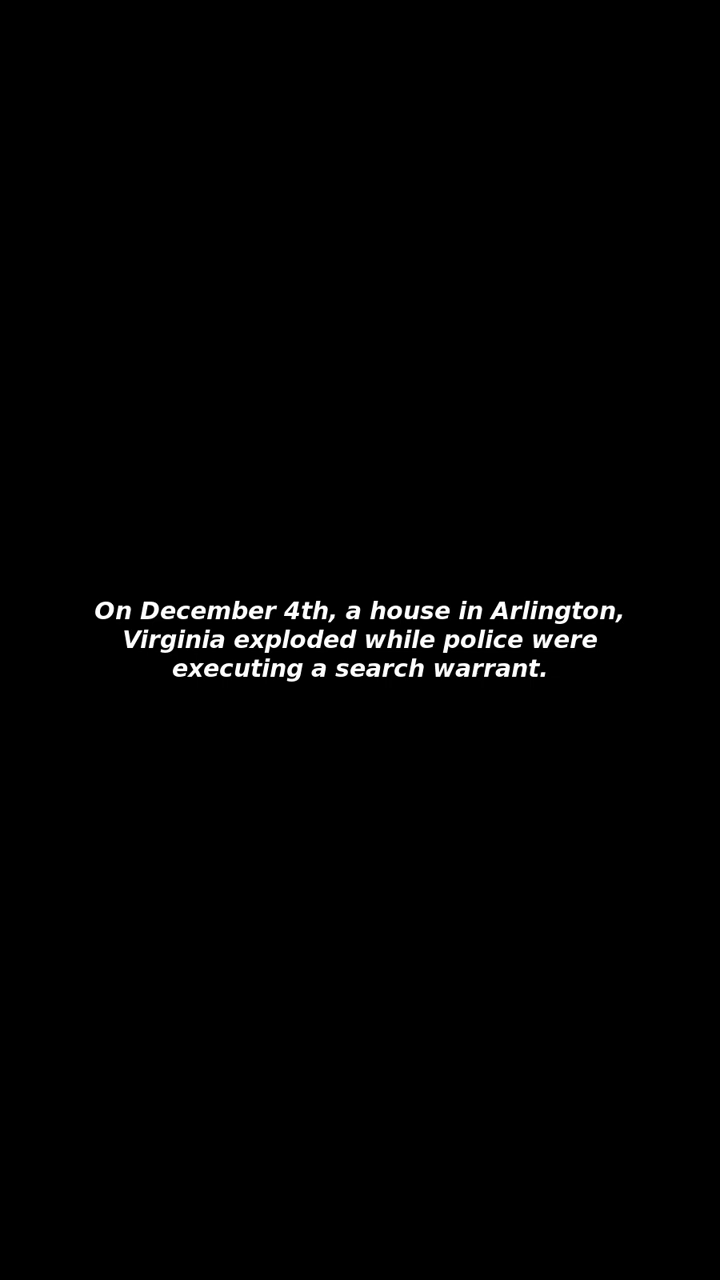 On December 4th, a house in Arlington,
Virginia exploded while police were
executing a search warrant.